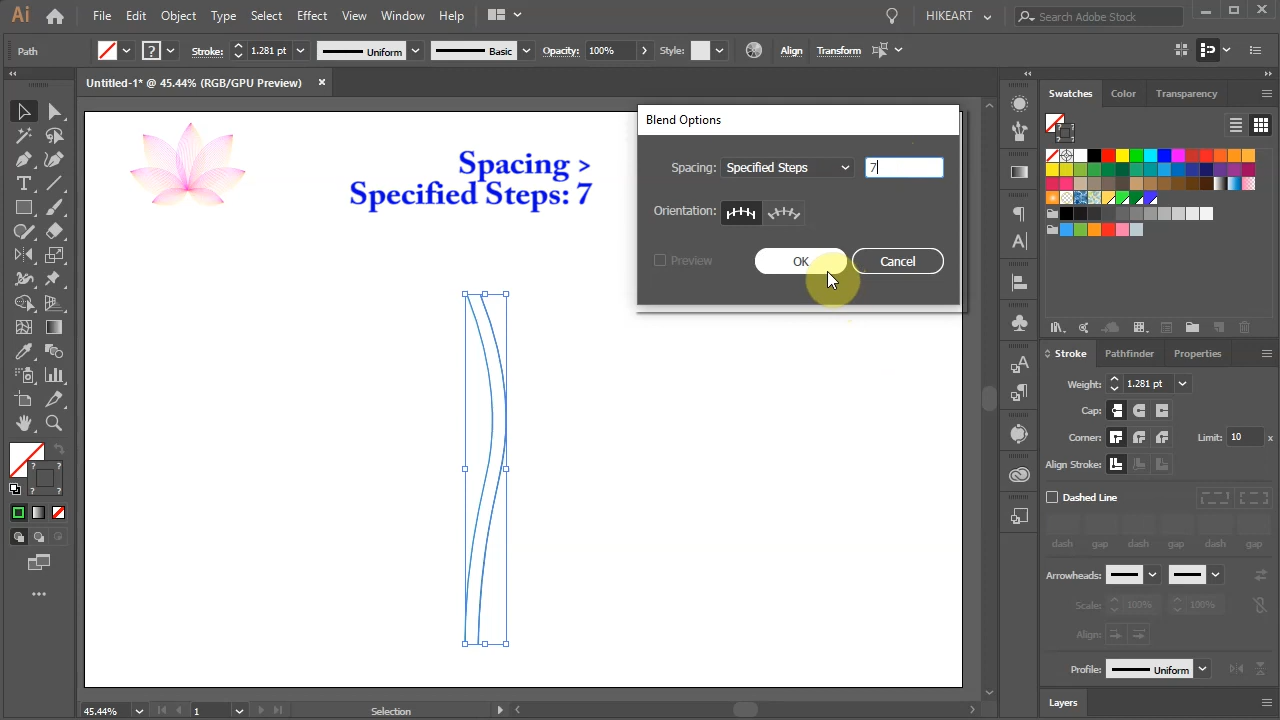 Ai
File
Edit
Object
Type
Select
Effect
View
Window
Help
HIKEART
Search Adobe Stock
Path
Stroke:
1.281 pt
Uniform
Basic
Opacity:
100%
Style:
Align
Transform
Untitled-1* @ 45.44% (RGB/GPU Preview)
Spacing >
Specified Steps: 7
Blend Options
Spacing:
Specified Steps
7
Orientation:
Preview
OK
Cancel
Swatches
Color
Transparency
Stroke
Pathfinder
Properties
Weight:
1.281 pt
Cap:
Corner:
Limit:
10
x
Align Stroke:
Dashed Line
dash
gap
dash
gap
dash
gap
Arrowheads:
Scale:
100%
100%
Align:
Profile:
Uniform
Layers
45.44%
1
Selection